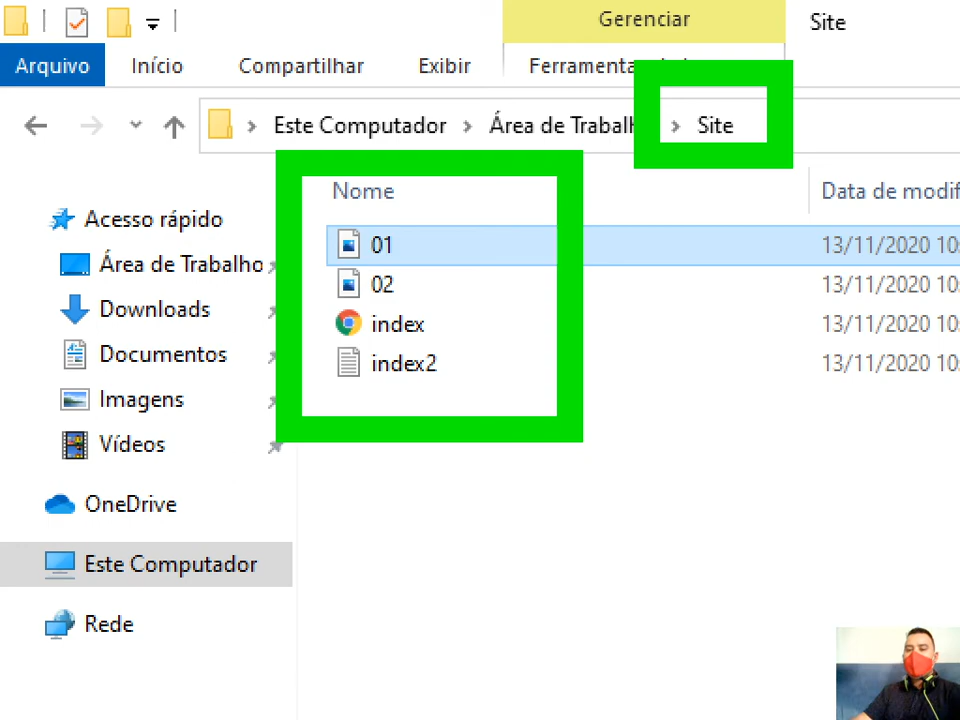 Gerenciar
Site
Arquivo
Início
Compartilhar
Exibir
Este Computador
Site
Nome
01
13/11/2020
02
13/11/2020
index
13/11/2020
index2
13/11/2020
Data de
Acesso rápido
Área de Trabalho
Downloads
Documentos
Imagens
Vídeos
OneDrive
Este Computador
Rede